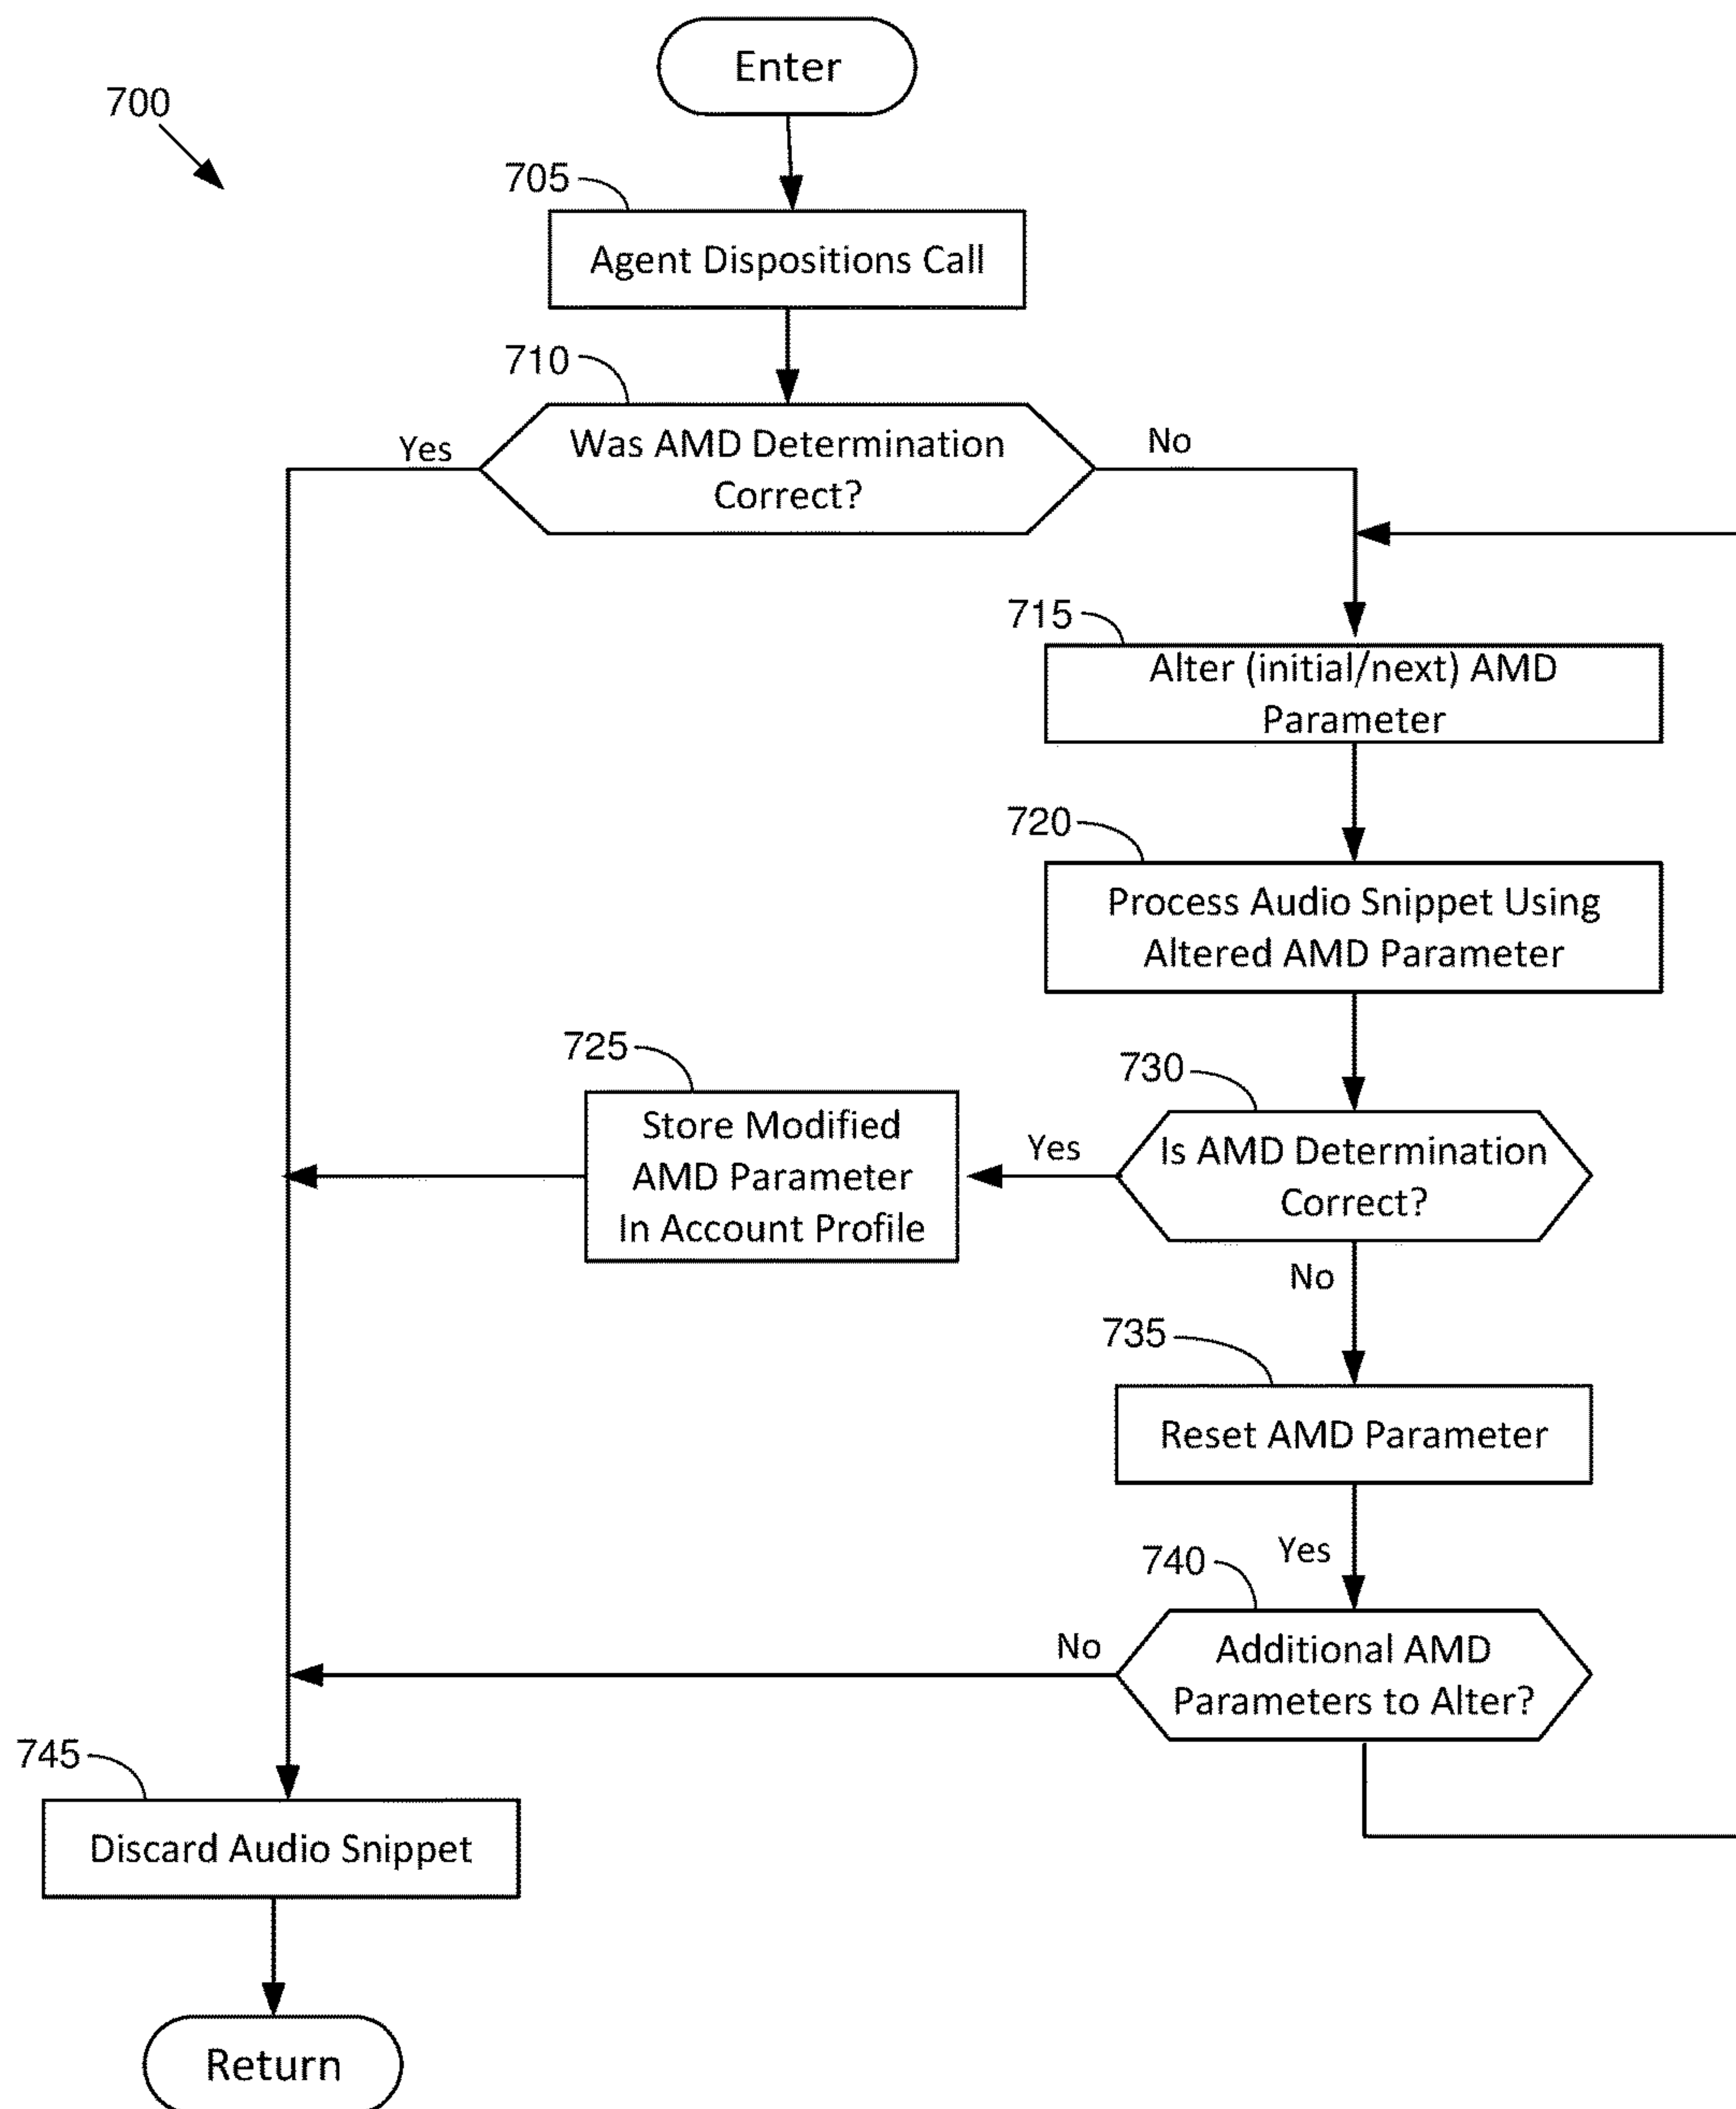 Enter
700
705
Agent Dispositions Call
710
Yes
Was AMD Determination
Correct?
No
715
Alter (initial/next) AMD
Parameter
720
Process Audio Snippet Using
Altered AMD Parameter
725
Store Modified
AMD Parameter
In Account Profile
730
Yes
Is AMD Determination
Correct?
No
735
Reset AMD Parameter
Yes
740
No
Additional AMD
Parameters to Alter?
745
Discard Audio Snippet
Return